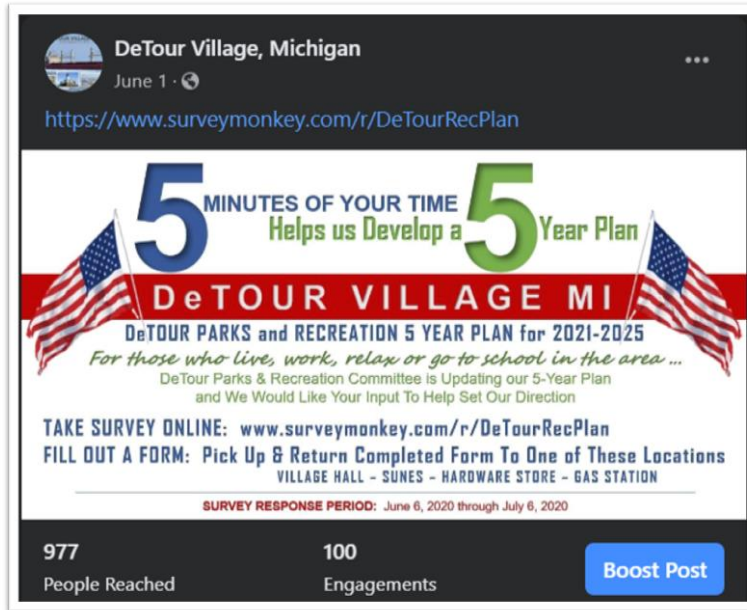 DeTour Village, Michigan
June 1 ·
https://www.surveymonkey.com/r/DeTourRecPlan
5 MINUTES OF YOUR TIME
Helps us Develop a 5 Year Plan
DeTOUR VILLAGE MI
DeTOUR PARKS and RECREATION 5 YEAR PLAN for 2021-2025
For those who live, work, relax or go to school in the area ...
DeTour Parks & Recreation Committee is Updating our 5-Year Plan
and We Would Like Your Input To Help Set Our Direction
TAKE SURVEY ONLINE: www.surveymonkey.com/r/DeTourRecPlan
FILL OUT A FORM: Pick Up & Return Completed Form To One of These Locations
VILLAGE HALL - SUNES - HARDWARE STORE - GAS STATION
SURVEY RESPONSE PERIOD: June 6, 2020 through July 6, 2020
977 100
People Reached Engagements
Boost Post